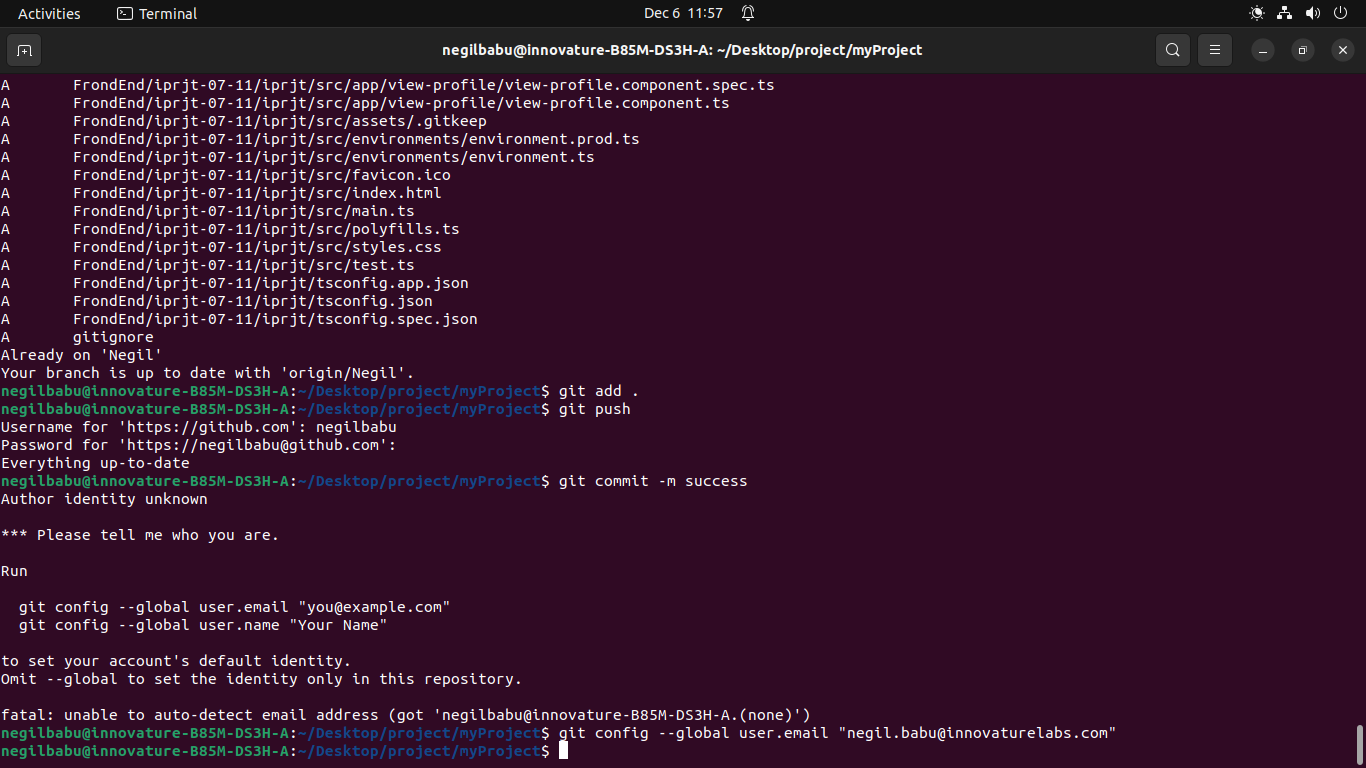 Activities Terminal Dec 6 11:57
negilbabu@innovature-B85M-DS3H-A: ~/Desktop/project/myProject
A FrondEnd/iprjt-07-11/iprjt/src/app/view-profile/view-profile.component.spec.ts
A FrondEnd/iprjt-07-11/iprjt/src/app/view-profile/view-profile.component.ts
A FrondEnd/iprjt-07-11/iprjt/src/assets/.gitkeep
A FrondEnd/iprjt-07-11/iprjt/src/environments/environment.prod.ts
A FrondEnd/iprjt-07-11/iprjt/src/environments/environment.ts
A FrondEnd/iprjt-07-11/iprjt/src/favicon.ico
A FrondEnd/iprjt-07-11/iprjt/src/index.html
A FrondEnd/iprjt-07-11/iprjt/src/main.ts
A FrondEnd/iprjt-07-11/iprjt/src/polyfills.ts
A FrondEnd/iprjt-07-11/iprjt/src/styles.css
A FrondEnd/iprjt-07-11/iprjt/src/test.ts
A FrondEnd/iprjt-07-11/iprjt/tsconfig.app.json
A FrondEnd/iprjt-07-11/iprjt/tsconfig.json
A FrondEnd/iprjt-07-11/iprjt/tsconfig.spec.json
A gitignore
Already on 'Negil'
Your branch is up to date with 'origin/Negil'.
negilbabu@innovature-B85M-DS3H-A:~/Desktop/project/myProject$ git add .
negilbabu@innovature-B85M-DS3H-A:~/Desktop/project/myProject$ git push
Username for 'https://github.com': negilbabu
Password for 'https://negilbabu@github.com':
Everything up-to-date
negilbabu@innovature-B85M-DS3H-A:~/Desktop/project/myProject$ git commit -m success
Author identity unknown
*** Please tell me who you are.
Run
git config --global user.email "you@example.com"
git config --global user.name "Your Name"
to set your account's default identity.
Omit --global to set the identity only in this repository.
fatal: unable to auto-detect email address (got 'negilbabu@innovature-B85M-DS3H-A.(none)')
negilbabu@innovature-B85M-DS3H-A:~/Desktop/project/myProject$ git config --global user.email "negil.babu@innovaturelabs.com"
negilbabu@innovature-B85M-DS3H-A:~/Desktop/project/myProject$